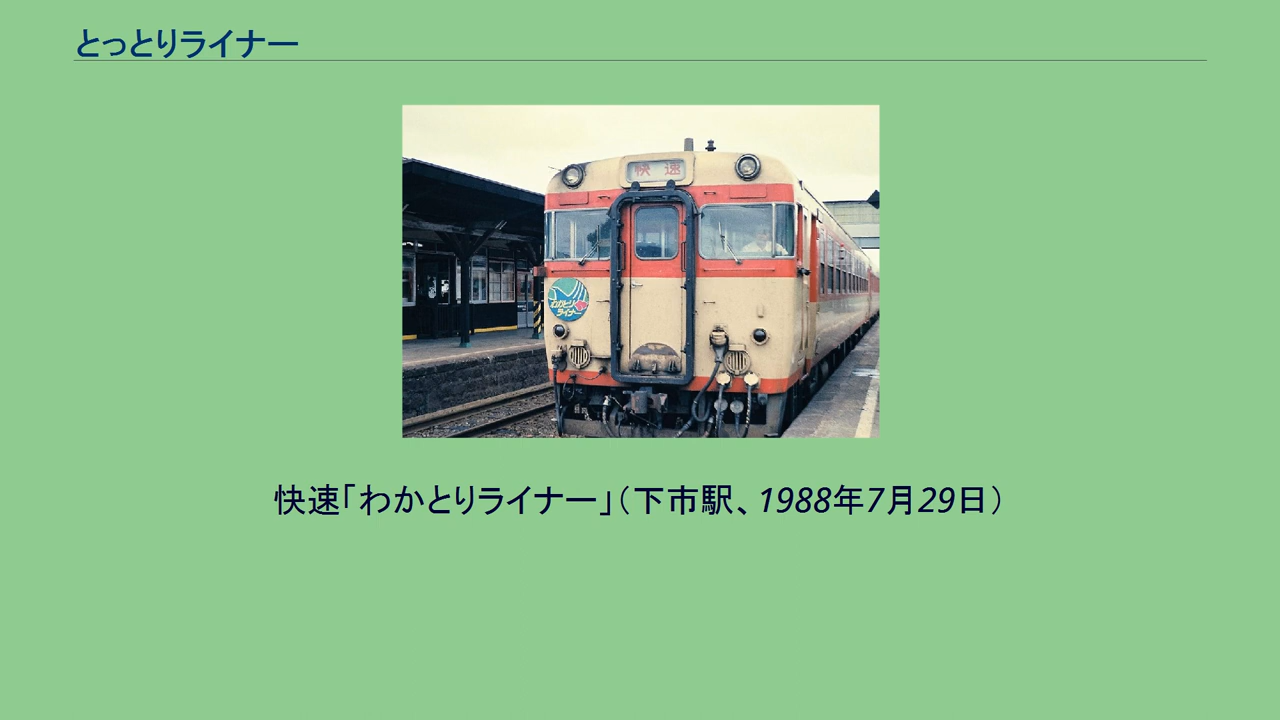 とっとりライナー
快速
わかとり
ライナー
快速「わかとりライナー」（下市駅、1988年7月29日）